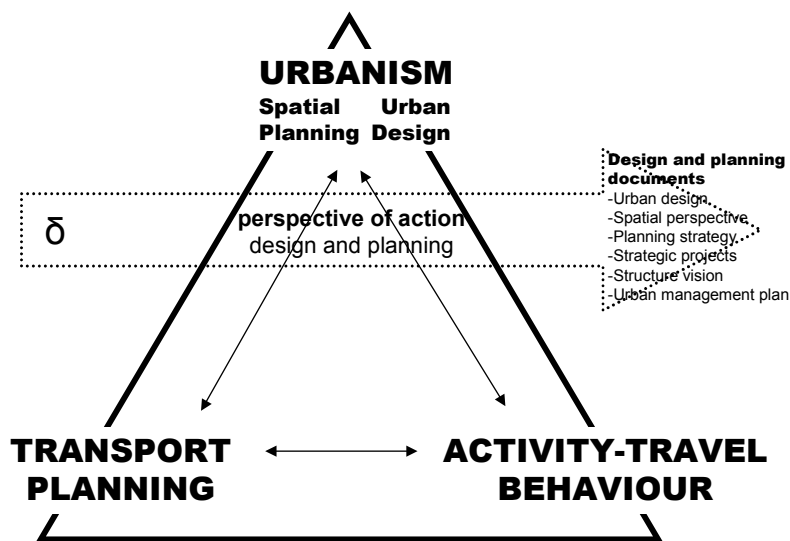 URBANISM
Spatial Urban
Planning Design
Design and planning
documents
-Urban design
-Spatial perspective
-Planning strategy
-Strategic projects
-Structure vision
-Urban management plan
δ
perspective of action
design and planning
TRANSPORT
PLANNING
ACTIVITY-TRAVEL
BEHAVIOUR